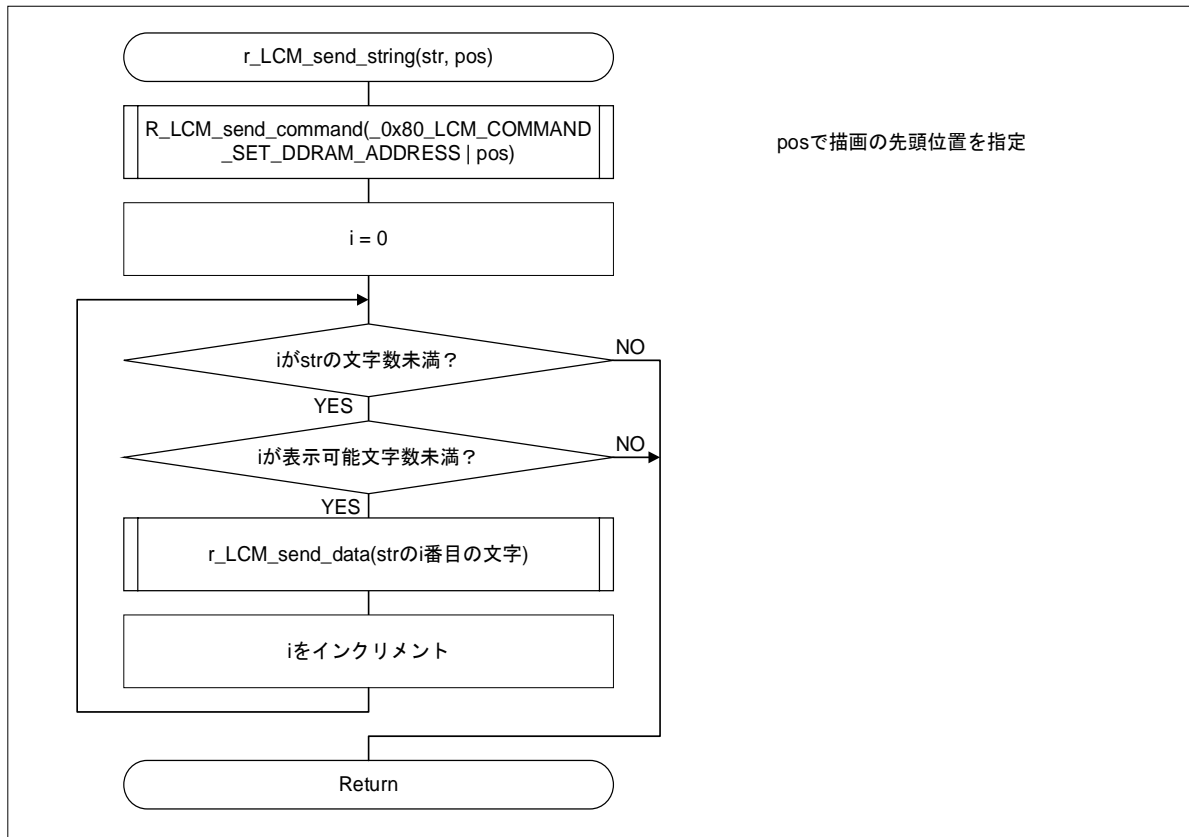 r_LCM_send_string(str, pos)
R_LCM_send_command(_0x80_LCM_COMMAND
_SET_DDRAM_ADDRESS | pos)
posで描画の先頭位置を指定
i = 0
iがstrの文字数未満？
NO
YES
iが表示可能文字数未満？
NO
YES
r_LCM_send_data(strのi番目の文字)
iをインクリメント
Return